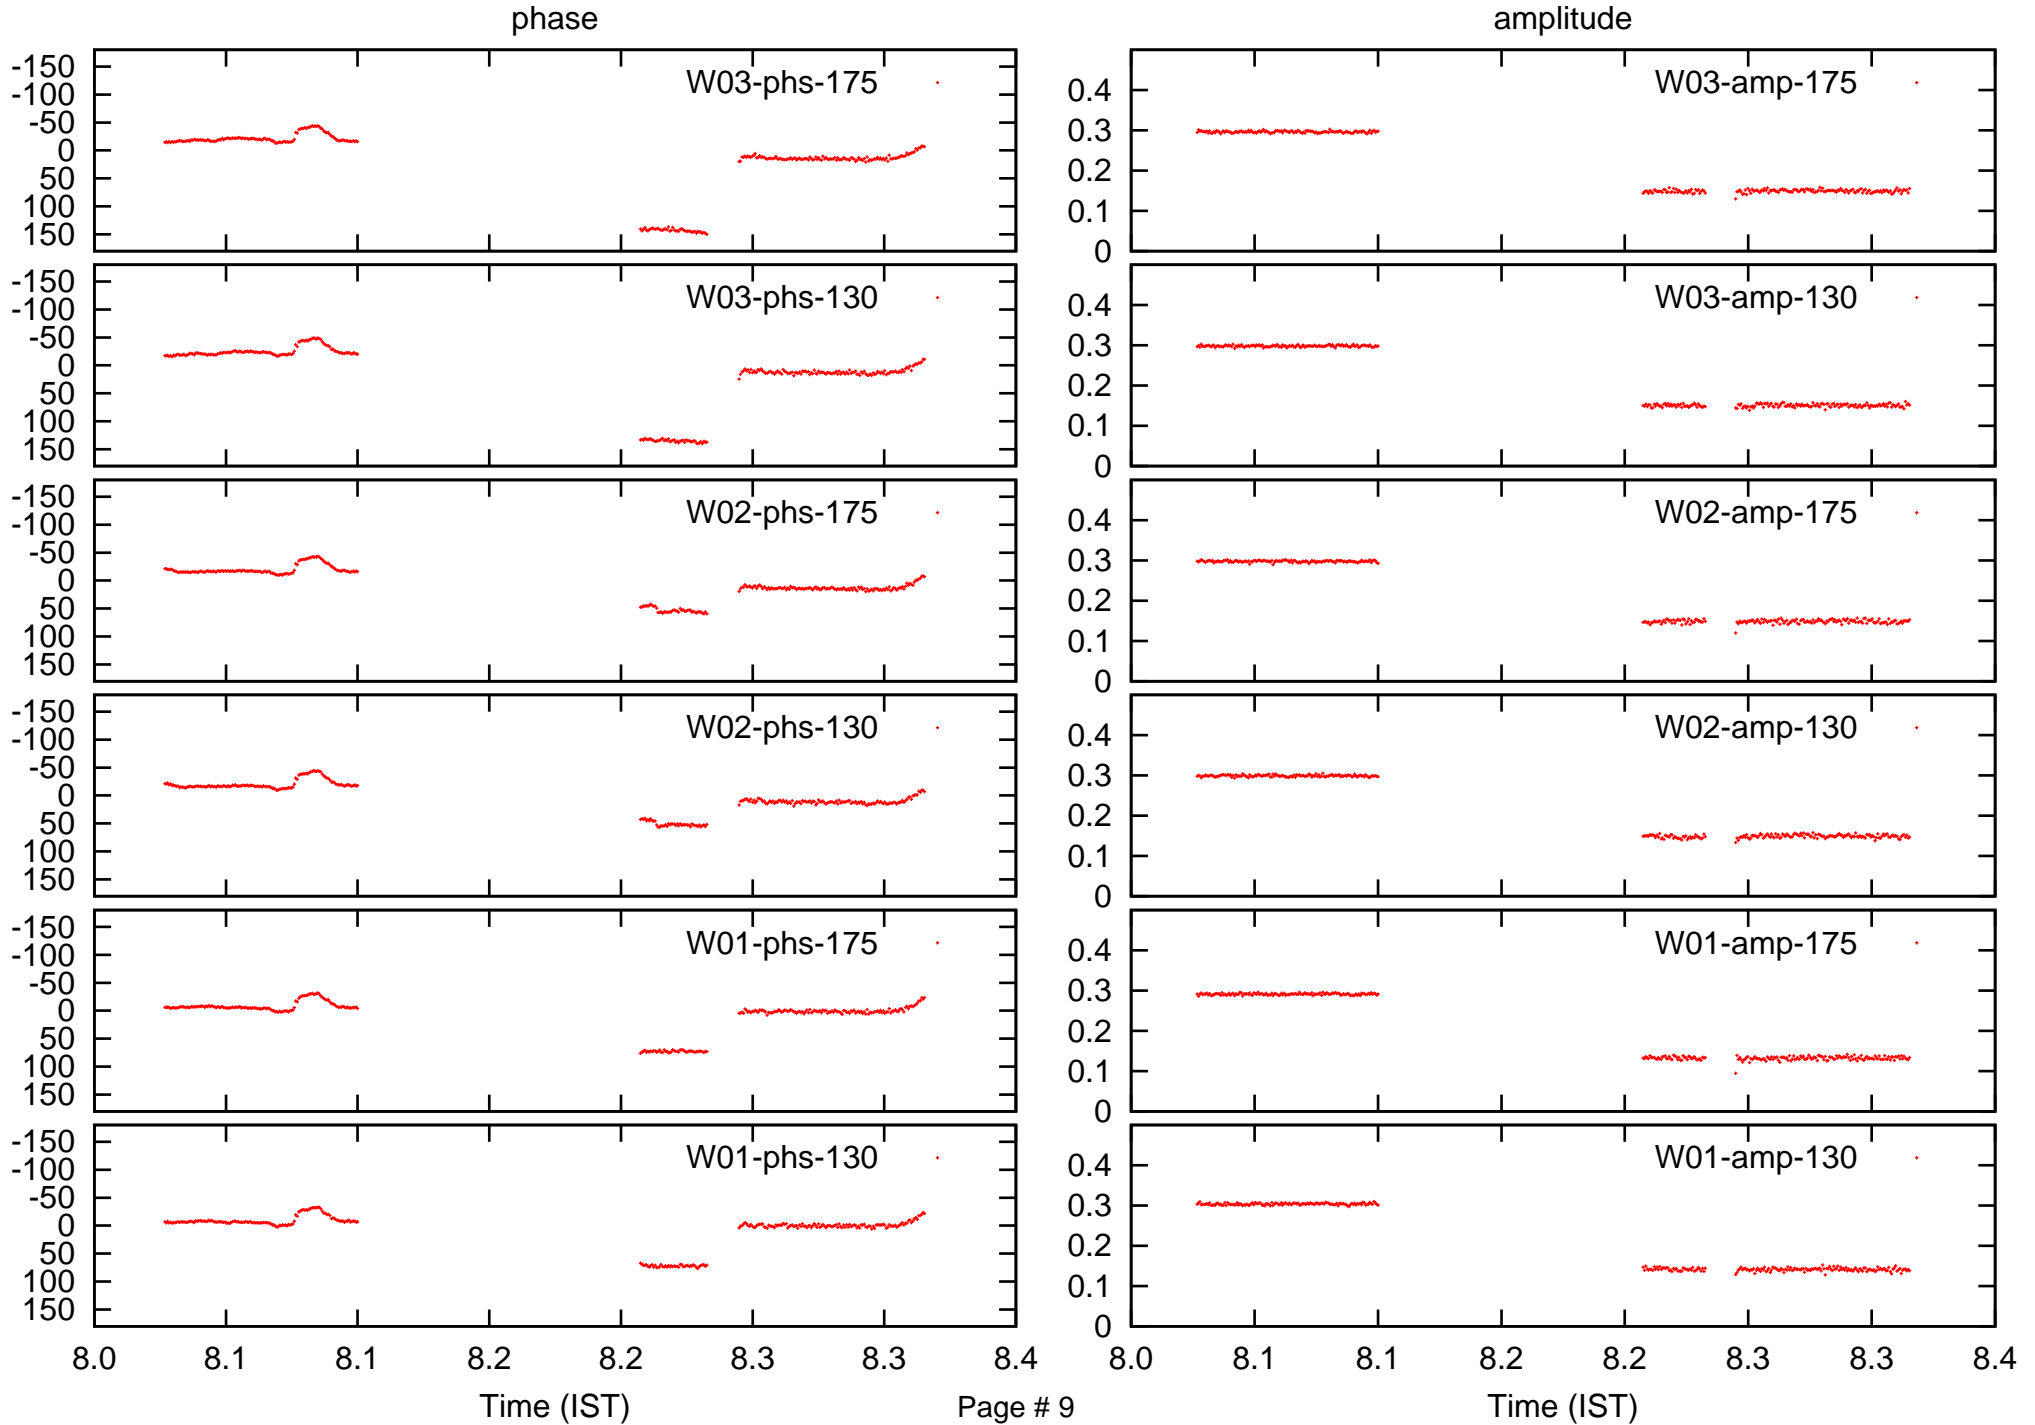 phase amplitude
-150 -100 -50 0 50 100 150 W03-phs-175
0.4 0.3 0.2 0.1 0 W03-amp-175
-150 -100 -50 0 50 100 150 W03-phs-130
0.4 0.3 0.2 0.1 0 W03-amp-130
-150 -100 -50 0 50 100 150 W02-phs-175
0.4 0.3 0.2 0.1 0 W02-amp-175
-150 -100 -50 0 50 100 150 W02-phs-130
0.4 0.3 0.2 0.1 0 W02-amp-130
-150 -100 -50 0 50 100 150 W01-phs-175
0.4 0.3 0.2 0.1 0 W01-amp-175
-150 -100 -50 0 50 100 150 W01-phs-130
0.4 0.3 0.2 0.1 0 W01-amp-130
8.0 8.1 8.1 8.2 8.2 8.3 8.3 8.4 8.0 8.1 8.1 8.2 8.2 8.3 8.3 8.4
Time (IST) Page # 9 Time (IST)